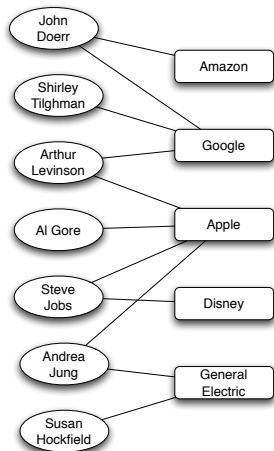 John
Doerr
Amazon
Shirley
Tilghman
Google
Arthur
Levinson
Al Gore
Apple
Steve
Jobs
Disney
Andrea
Jung
General
Electric
Susan
Hockfield